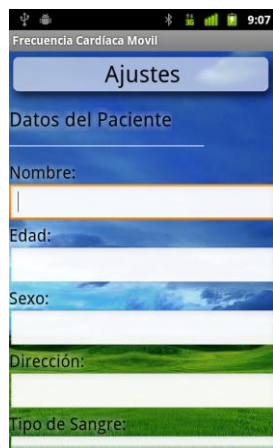 9:07
Frecuencia Cardíaca Movil
Ajustes
Datos del Paciente
Nombre:
Edad:
Sexo:
Dirección:
Tipo de Sangre: